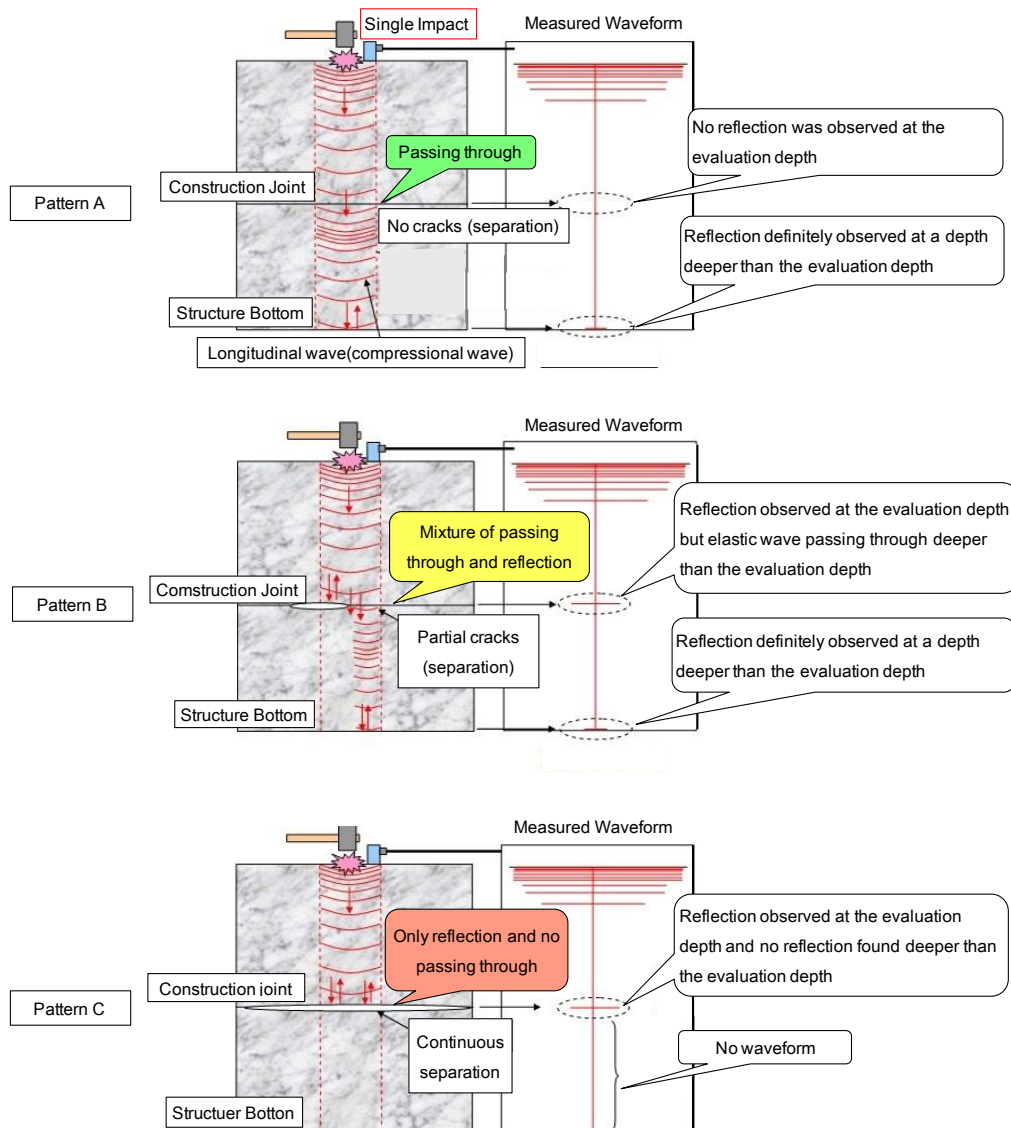 Single Impact
Measured Waveform
No reflection was observed at the
evaluation depth
Passing through
Construction Joint
Pattern A
No cracks (separation)
Reflection definitely observed at a depth
deeper than the evaluation depth
Structure Bottom
Longitudinal wave(compressional wave)
Measured Waveform
Reflection observed at the evaluation depth
but elastic wave passing through deeper
than the evaluation depth
Mixture of passing
through and reflection
Comstruction Joint
Pattern B
Partial cracks
(separation)
Reflection definitely observed at a depth
deeper than the evaluation depth
Structure Bottom
Measured Waveform
Reflection observed at the evaluation
depth and no reflection found deeper than
the evaluation depth
Only reflection and no
passing through
Construction joint
Pattern C
Continuous
separation
No waveform
Structuer Botton